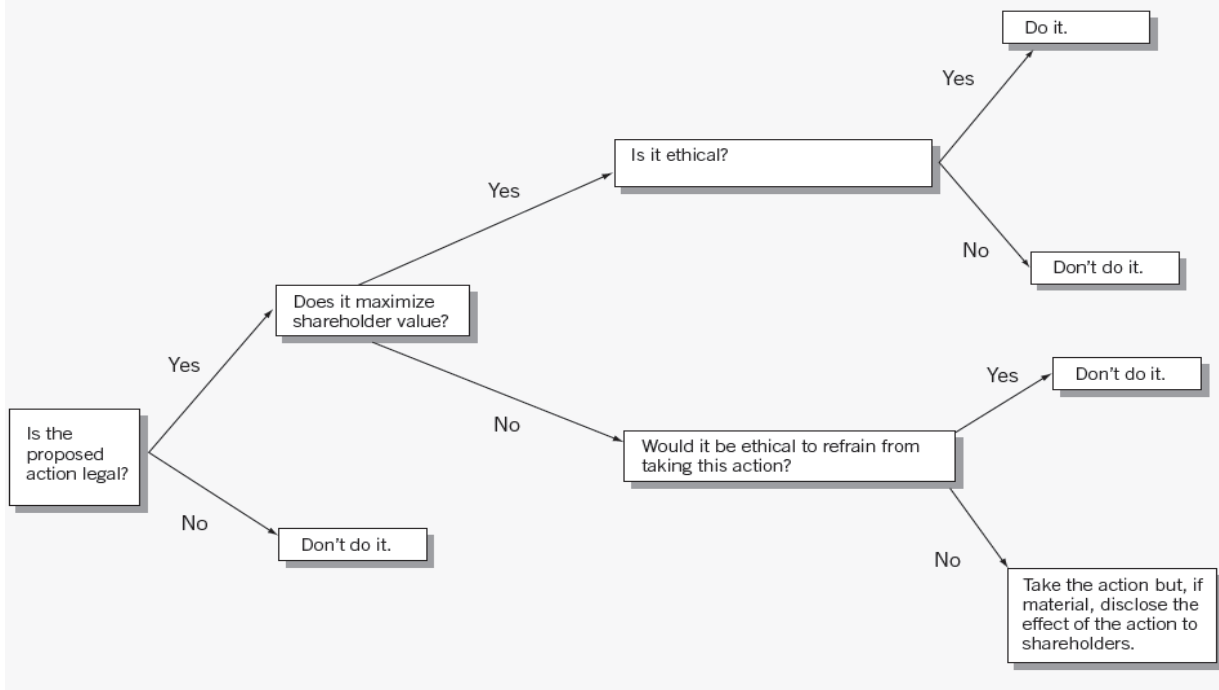 Do it.
Yes
Is it ethical?
Yes
No
Don't do it.
Does it maximize
shareholder value?
Yes
Yes
Don't do it.
Is the
proposed
action legal?
No
Would it be ethical to refrain from
taking this action?
No
Don't do it.
No
Take the action but, if
material, disclose the
effect of the action to
shareholders.